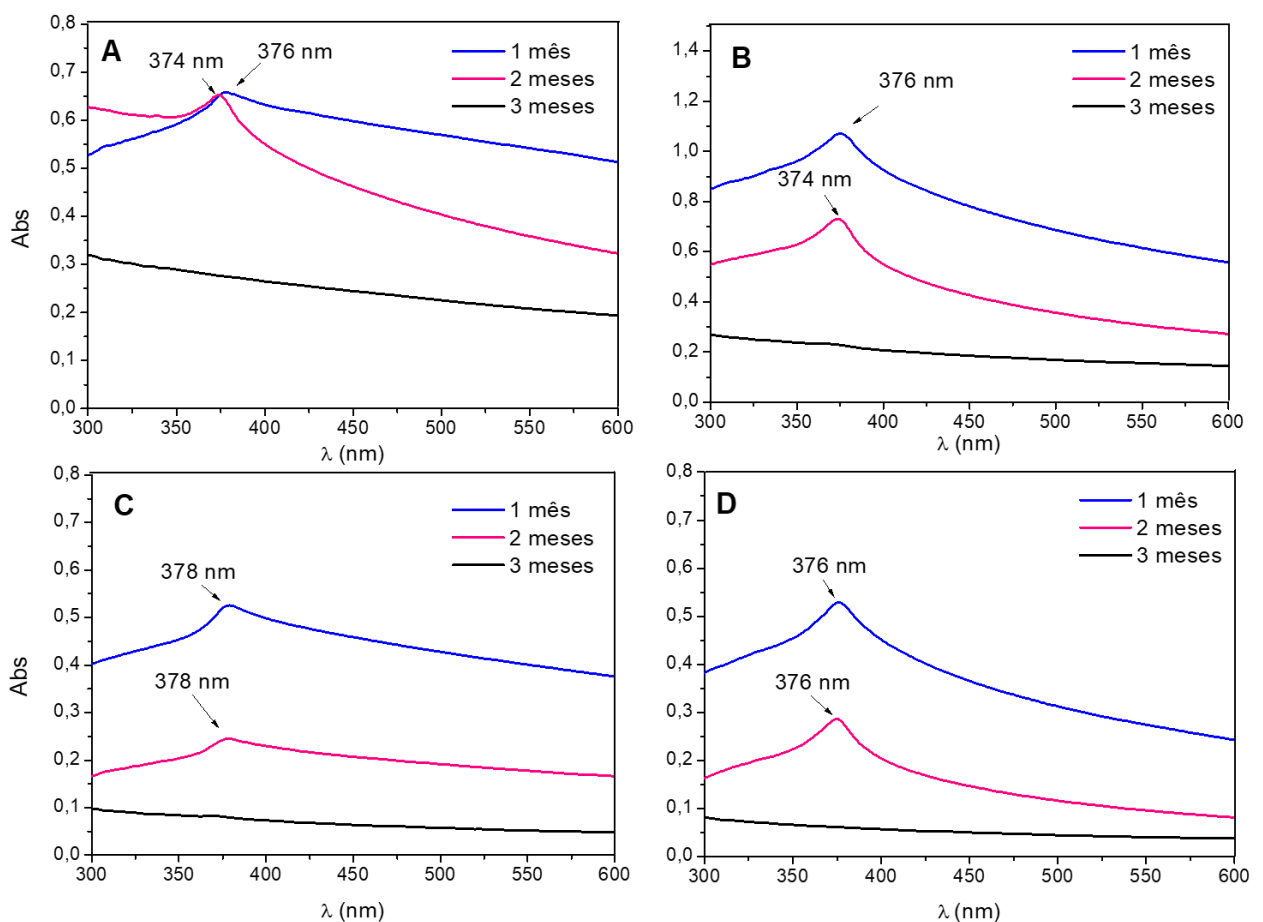 A
374 nm
376 nm
1 mês
2 meses
3 meses
Abs
0,8
0,7
0,6
0,5
0,4
0,3
0,2
0,1
0,0
300 350 400 450 500 550 600
λ (nm)
B
376 nm
374 nm
1 mês
2 meses
3 meses
1,4
1,2
1,0
0,8
0,6
0,4
0,2
0,0
300 350 400 450 500 550 600
λ (nm)
C
378 nm
378 nm
1 mês
2 meses
3 meses
Abs
0,8
0,7
0,6
0,5
0,4
0,3
0,2
0,1
0,0
300 350 400 450 500 550 600
λ (nm)
D
376 nm
376 nm
1 mês
2 meses
3 meses
0,8
0,7
0,6
0,5
0,4
0,3
0,2
0,1
0,0
300 350 400 450 500 550 600
λ (nm)